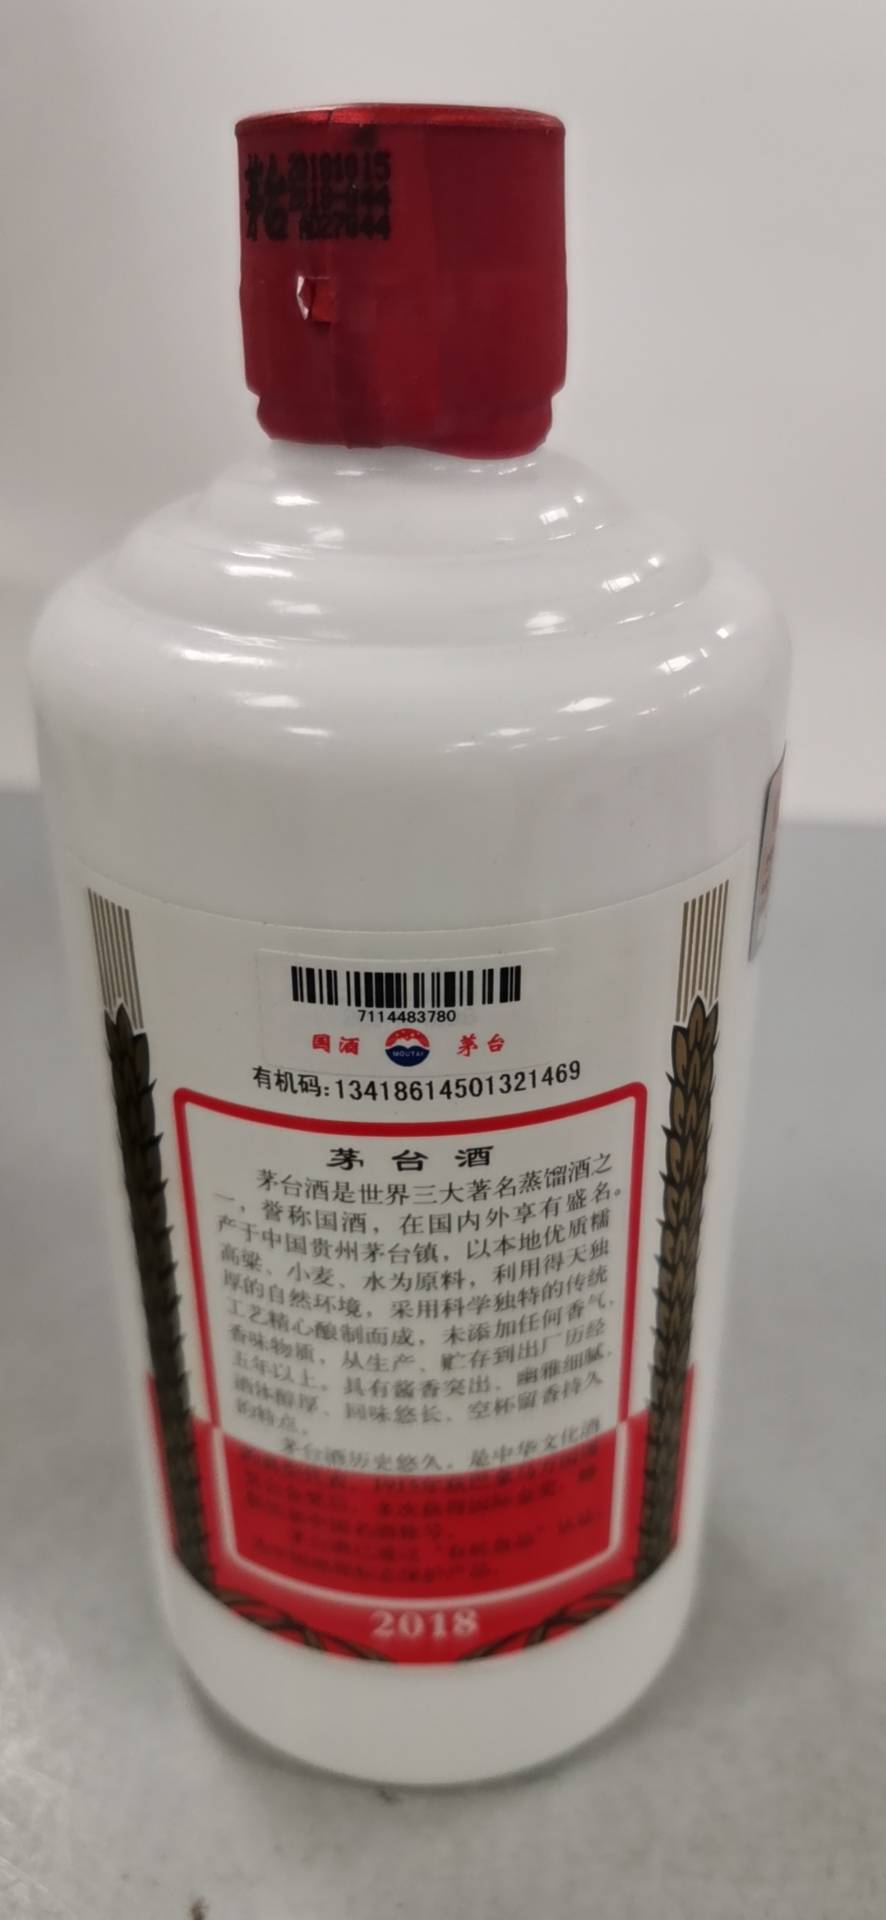 茅台
20181015
2018-044
7114483780
国酒 MOUTAI 茅台
有机码:13418614501321469
茅台酒
茅台酒是世界三大著名蒸馏酒之
一，誉称国酒，在国内外享有盛名。
产于中国贵州茅台镇，以本地优质糯
高粱、小麦、水为原料，利用得天独
厚的自然环境，采用科学独特的传统
工艺精心酿制而成，未添加任何香气、
香味物质，从生产、贮存到出厂历经
五年以上。具有酱香突出、幽雅细腻、
酒体醇厚、回味悠长、空杯留香持久
的特点。
茅台酒历史悠久，是中华文化酒
2018